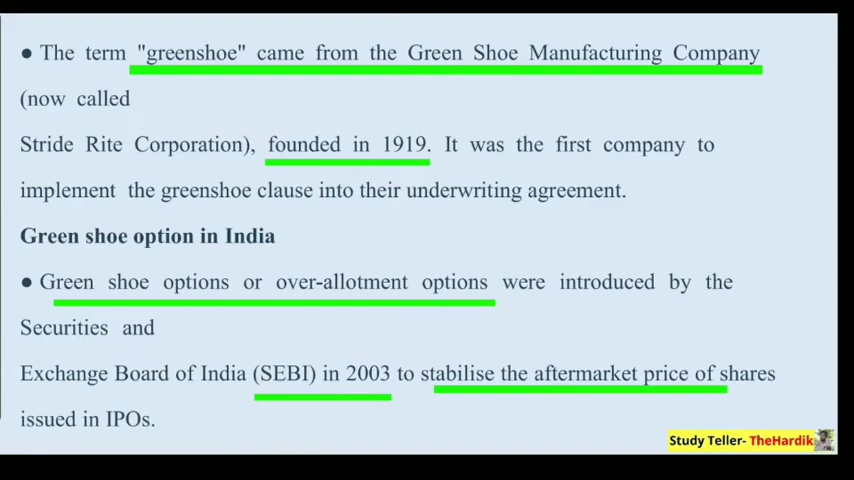 ● The term "greenshoe" came from the Green Shoe Manufacturing Company
(now called
Stride Rite Corporation), founded in 1919. It was the first company to
implement the greenshoe clause into their underwriting agreement.
Green shoe option in India
● Green shoe options or over-allotment options were introduced by the
Securities and
Exchange Board of India (SEBI) in 2003 to stabilise the aftermarket price of shares
issued in IPOs.
Study Teller- TheHardik